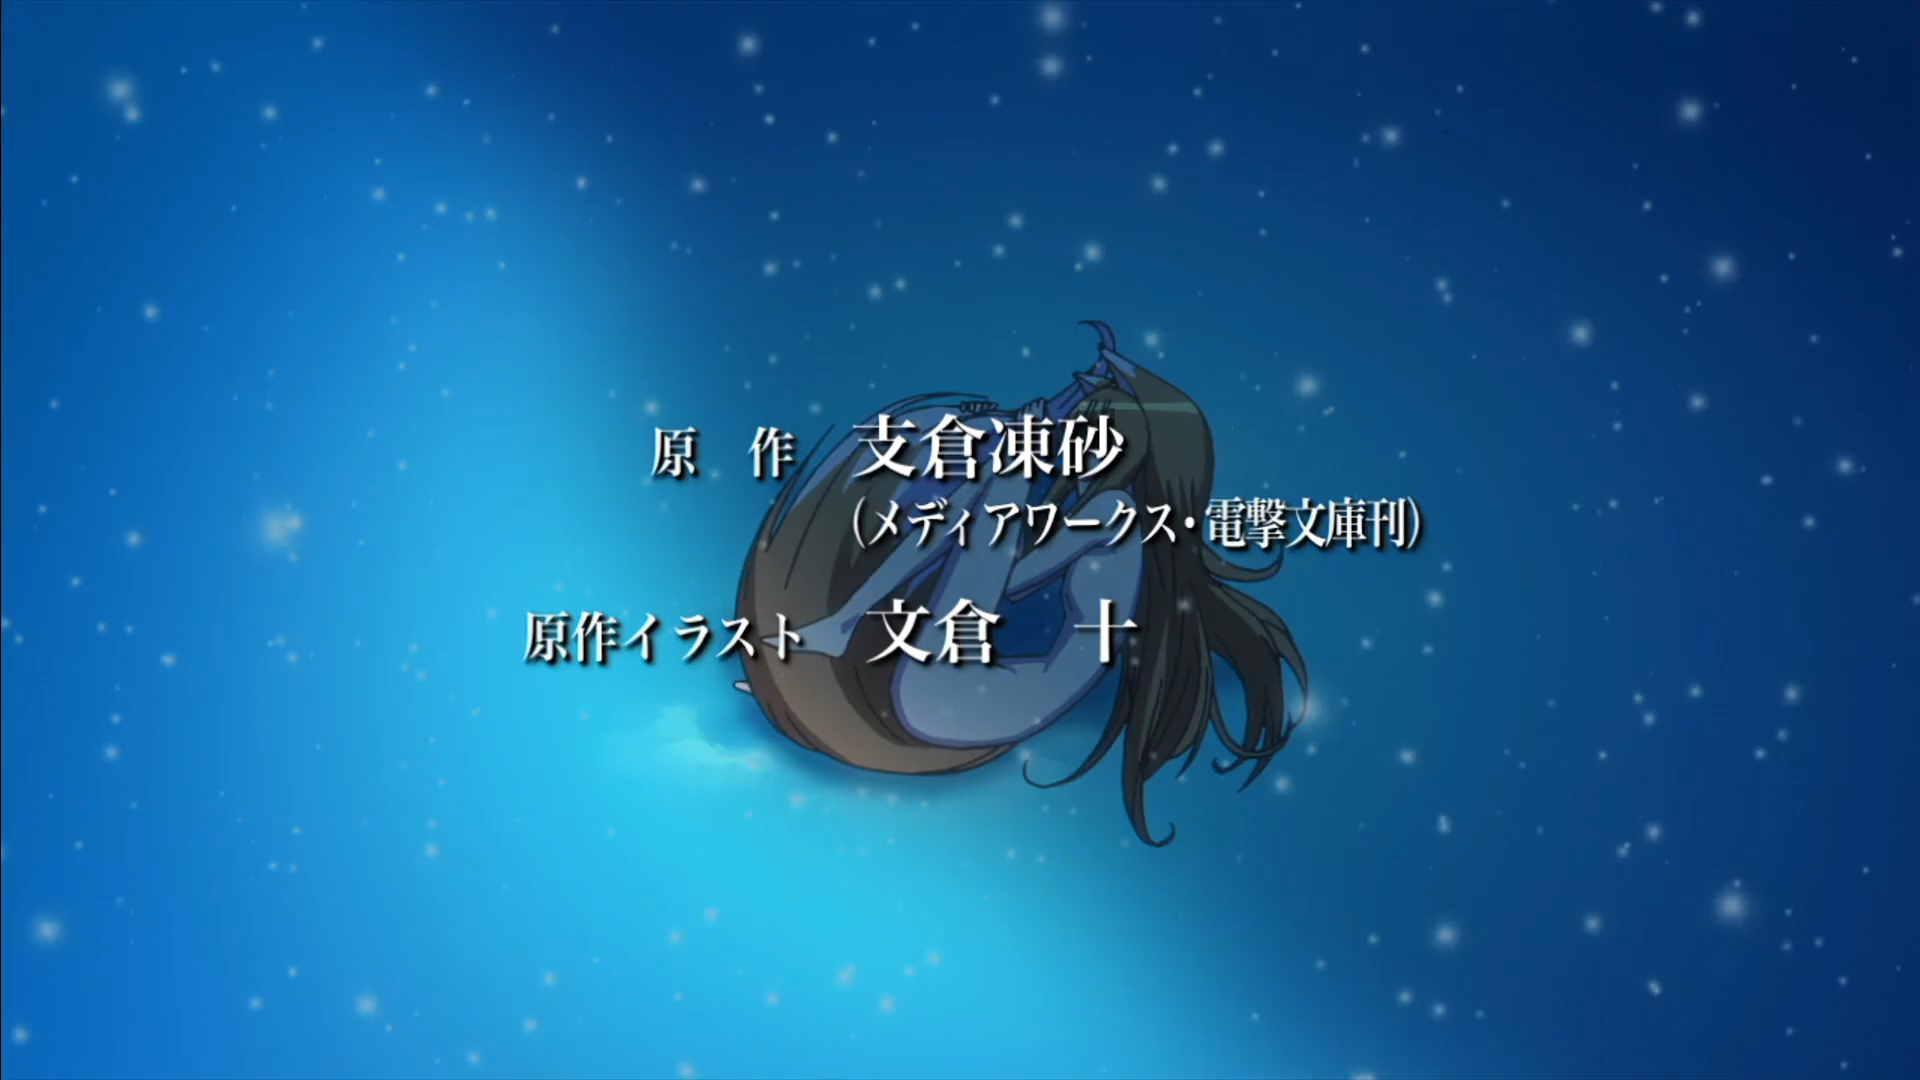 原　作　支倉凍砂
（メディアワークス・電撃文庫刊）
原作イラスト　文倉　十